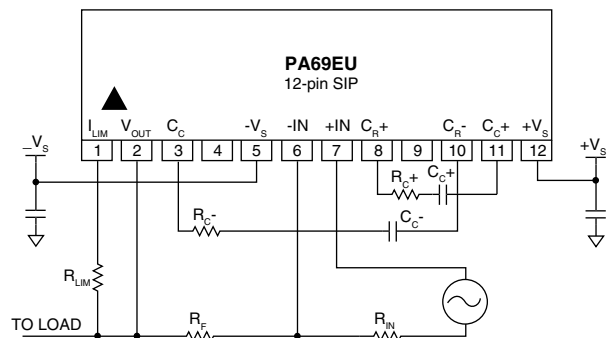 PA69EU
12-pin SIP
I_LIM V_OUT C_C -V_S -IN +IN C_R+ C_R- C_C+ +V_S
1 2 3 4 5 6 7 8 9 10 11 12
–V_S
+V_S
R_C+ C_C+
R_C- C_C-
R_LIM
TO LOAD
R_F R_IN